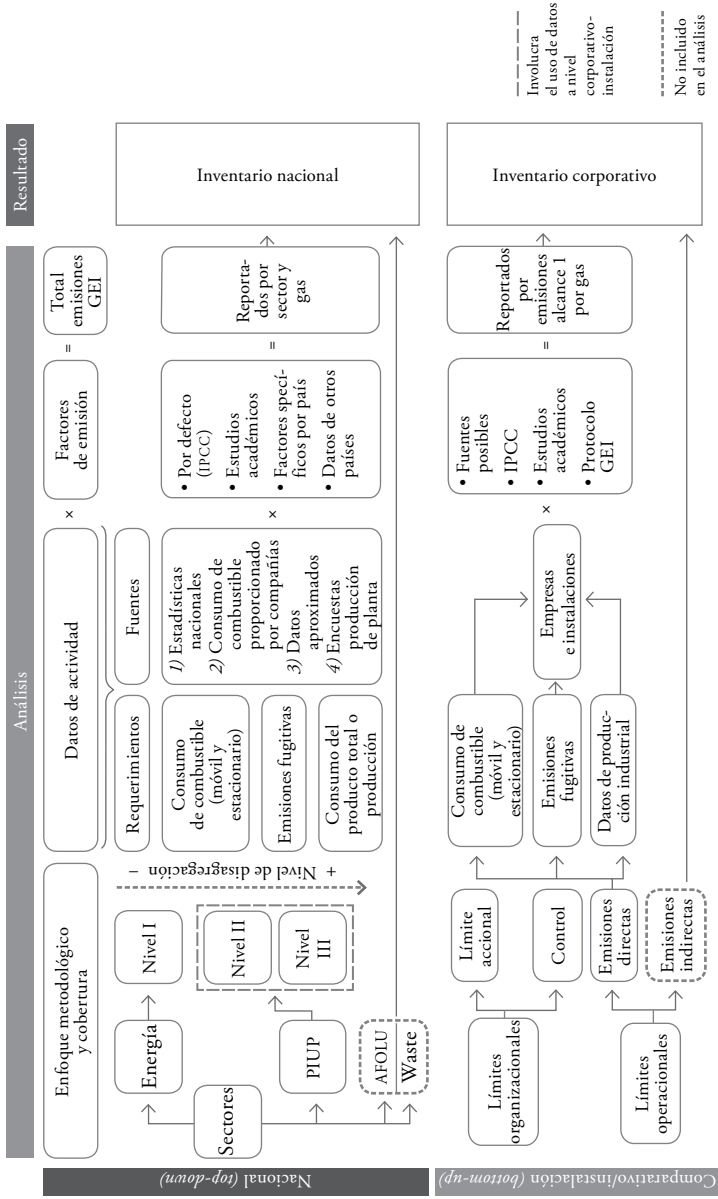 Análisis
Resultado
Enfoque metodológico
y cobertura
Datos de actividad
×
Factores
de emisión
=
Total
emisiones
GEI
Requerimientos
Fuentes
Nacional (top-down)
Sectores
Energía
PIUP
AFOLU
Waste
Nivel I
Nivel II
Nivel
III
+ Nivel de disagregación −
Consumo
de combustible
(móvil y
estacionario)
Emisiones fugitivas
Consumo del
producto total o
producción
1) Estadísticas
nacionales
2) Consumo de
combustible
proporcionado
por compañías
3) Datos
aproximados
4) Encuestas
producción
de planta
×
• Por defecto
(IPCC)
• Estudios
académicos
• Factores especí-
ficos por país
• Datos de otros
países
=
Reporta-
dos por
sector y
gas
Inventario nacional
Comparativo/instalación (bottom-up)
Límites
organizacionales
Límites
operacionales
Límite
accional
Control
Emisiones
directas
Emisiones
indirectas
Consumo de
combustible
(móvil y
estacionario)
Emisiones
fugitivas
Datos de produc-
ción industrial
Empresas
e instalaciones
×
• Fuentes
posibles
• IPCC
• Estudios
académicos
• Protocolo
GEI
=
Reportados
por
emisiones
alcance 1
por gas
Inventario corporativo
Involucra
el uso de datos
a nivel
corporativo-
instalación
No incluido
en el análisis